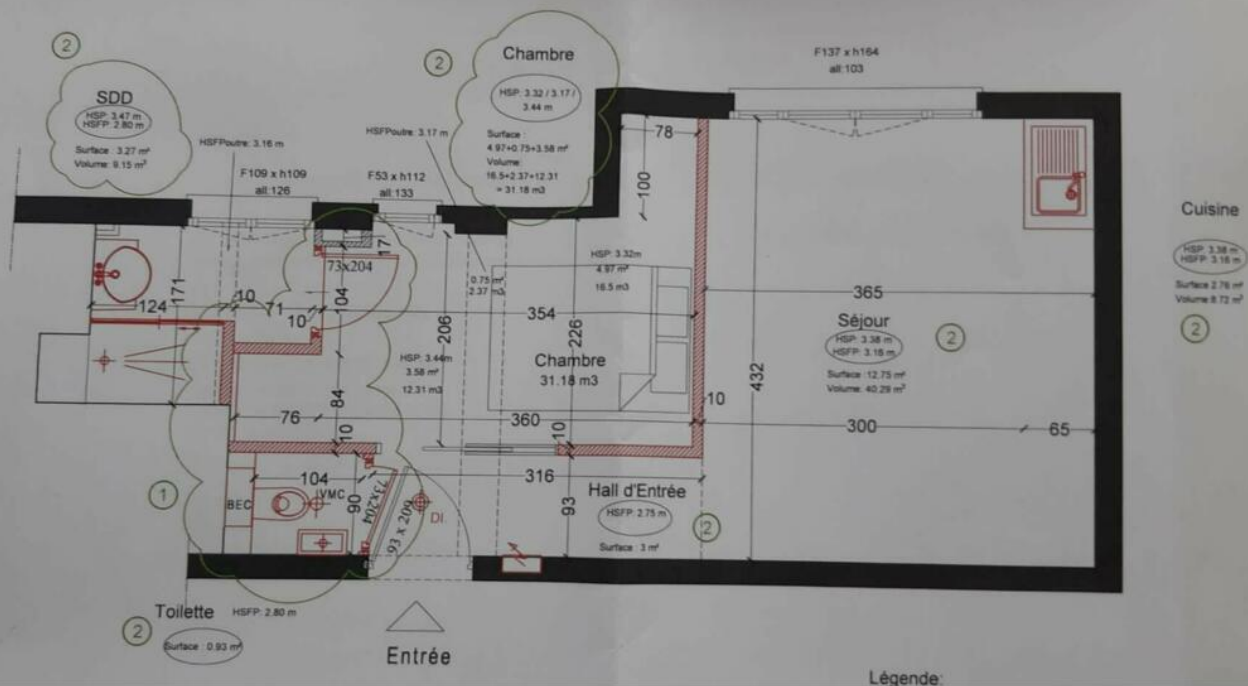 2
SDD
HSP: 3.47 m
HSFP: 2.80 m
Surface : 3.27 m²
Volume: 9.15 m³
HSFPoutre: 3.16 m
F109 x h109
all:126
2
Chambre
HSP: 3.32 / 3.17 /
3.44 m
Surface :
4.97+0.75+3.58 m²
Volume:
16.5+2.37+12.31
= 31.18 m3
HSFPoutre: 3.17 m
F53 x h112
all:133
F137 x h164
all:103
78
100
Cuisine
HSP: 3.38 m
HSFP: 3.16 m
Surface 2.76 m²
Volume 8.72 m³
2
17
73x204
171
124
10
71
104
10
0.75 m²
2.37 m3
HSP: 3.32m
4.97 m²
16.5 m3
354
206
226
365
Séjour
HSP: 3.38 m
HSFP: 3.16 m
Surface : 12.75 m²
Volume: 40.29 m³
2
432
HSP: 3.44m
3.58 m²
12.31 m3
Chambre
31.18 m3
76
84
10
360
10
10
300
65
1
104
90
BEC
VMC
73x204
93 x 209
DI.
316
93
Hall d'Entrée
HSFP: 2.75 m
Surface : 3 m²
2
Toilette
HSFP: 2.80 m
2
Surface : 0.93 m²
Entrée
Légende: